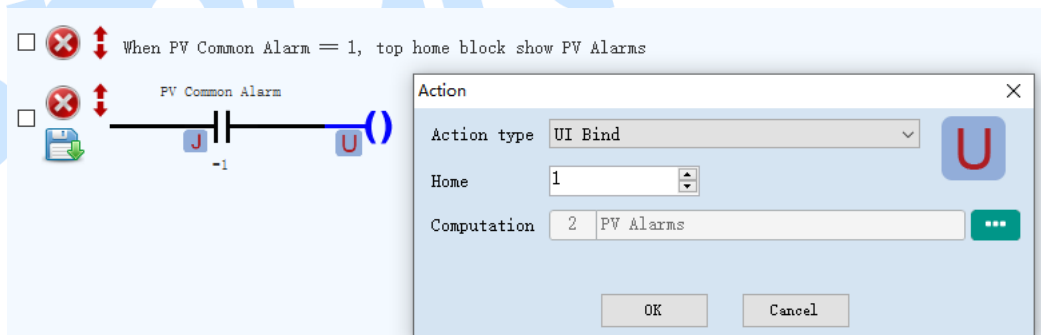 When PV Common Alarm == 1, top home block show PV Alarms
PV Common Alarm
J
U
=1
Action
Action type UI Bind
U
Home 1
Computation 2 PV Alarms
OK Cancel